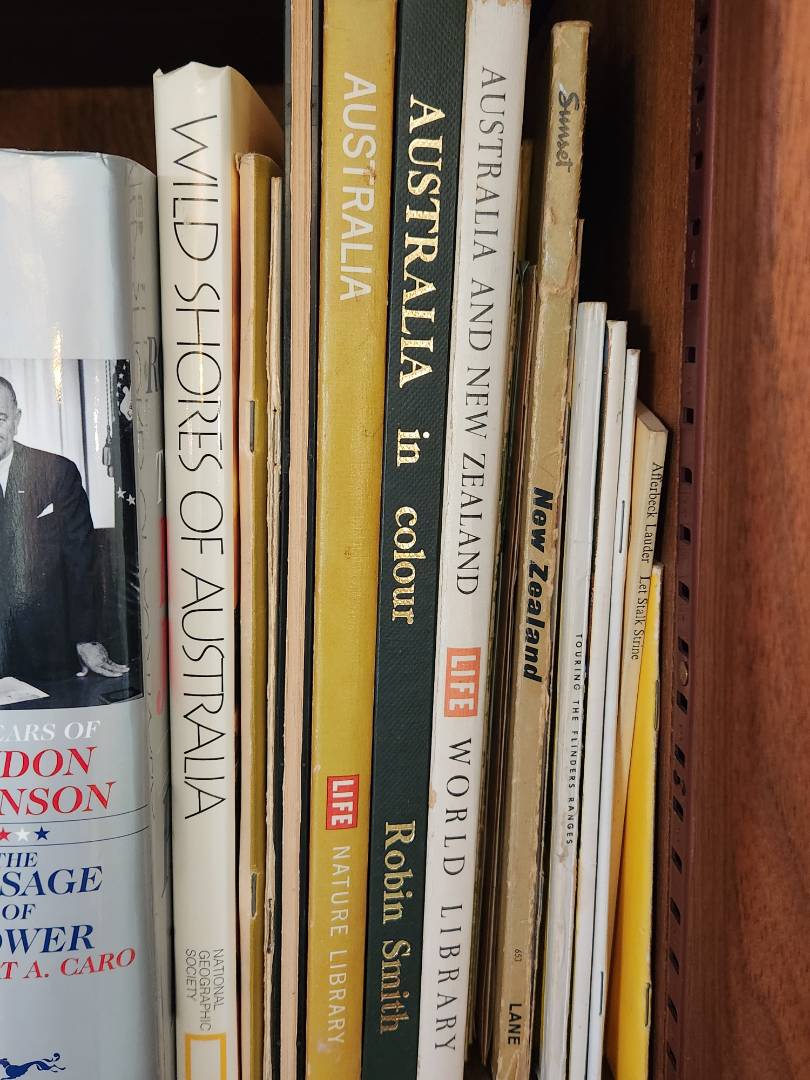 EARS OF
DON
NSON
THE
SAGE
OF
OWER
T A. CARO
WILD SHORES OF AUSTRALIA
NATIONAL
GEOGRAPHIC
SOCIETY
AUSTRALIA
LIFE NATURE LIBRARY
AUSTRALIA in colour
Robin Smith
AUSTRALIA AND NEW ZEALAND
LIFE WORLD LIBRARY
Sunset
New Zealand
653
LANE
TOURING THE FLINDERS RANGES
Afferbeck Lauder Let Stalk Strine